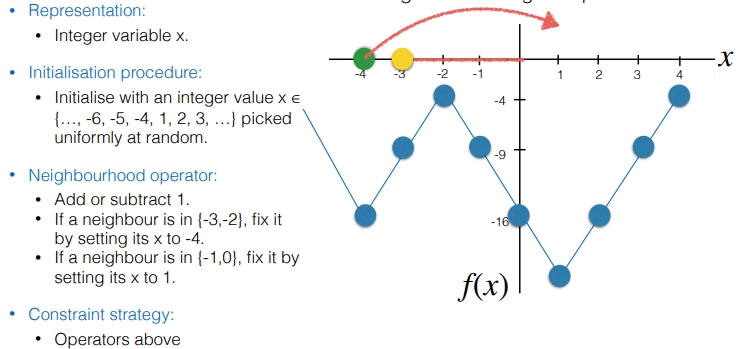 • Representation:
• Integer variable x.
• Initialisation procedure:
• Initialise with an integer value x ∈
{…, -6, -5, -4, 1, 2, 3, …} picked
uniformly at random.
• Neighbourhood operator:
• Add or subtract 1.
• If a neighbour is in {-3,-2}, fix it
by setting its x to -4.
• If a neighbour is in {-1,0}, fix it by
setting its x to 1.
• Constraint strategy:
• Operators above
x
-4 -3 -2 -1 1 2 3 4
-4
-9
-16
f(x)